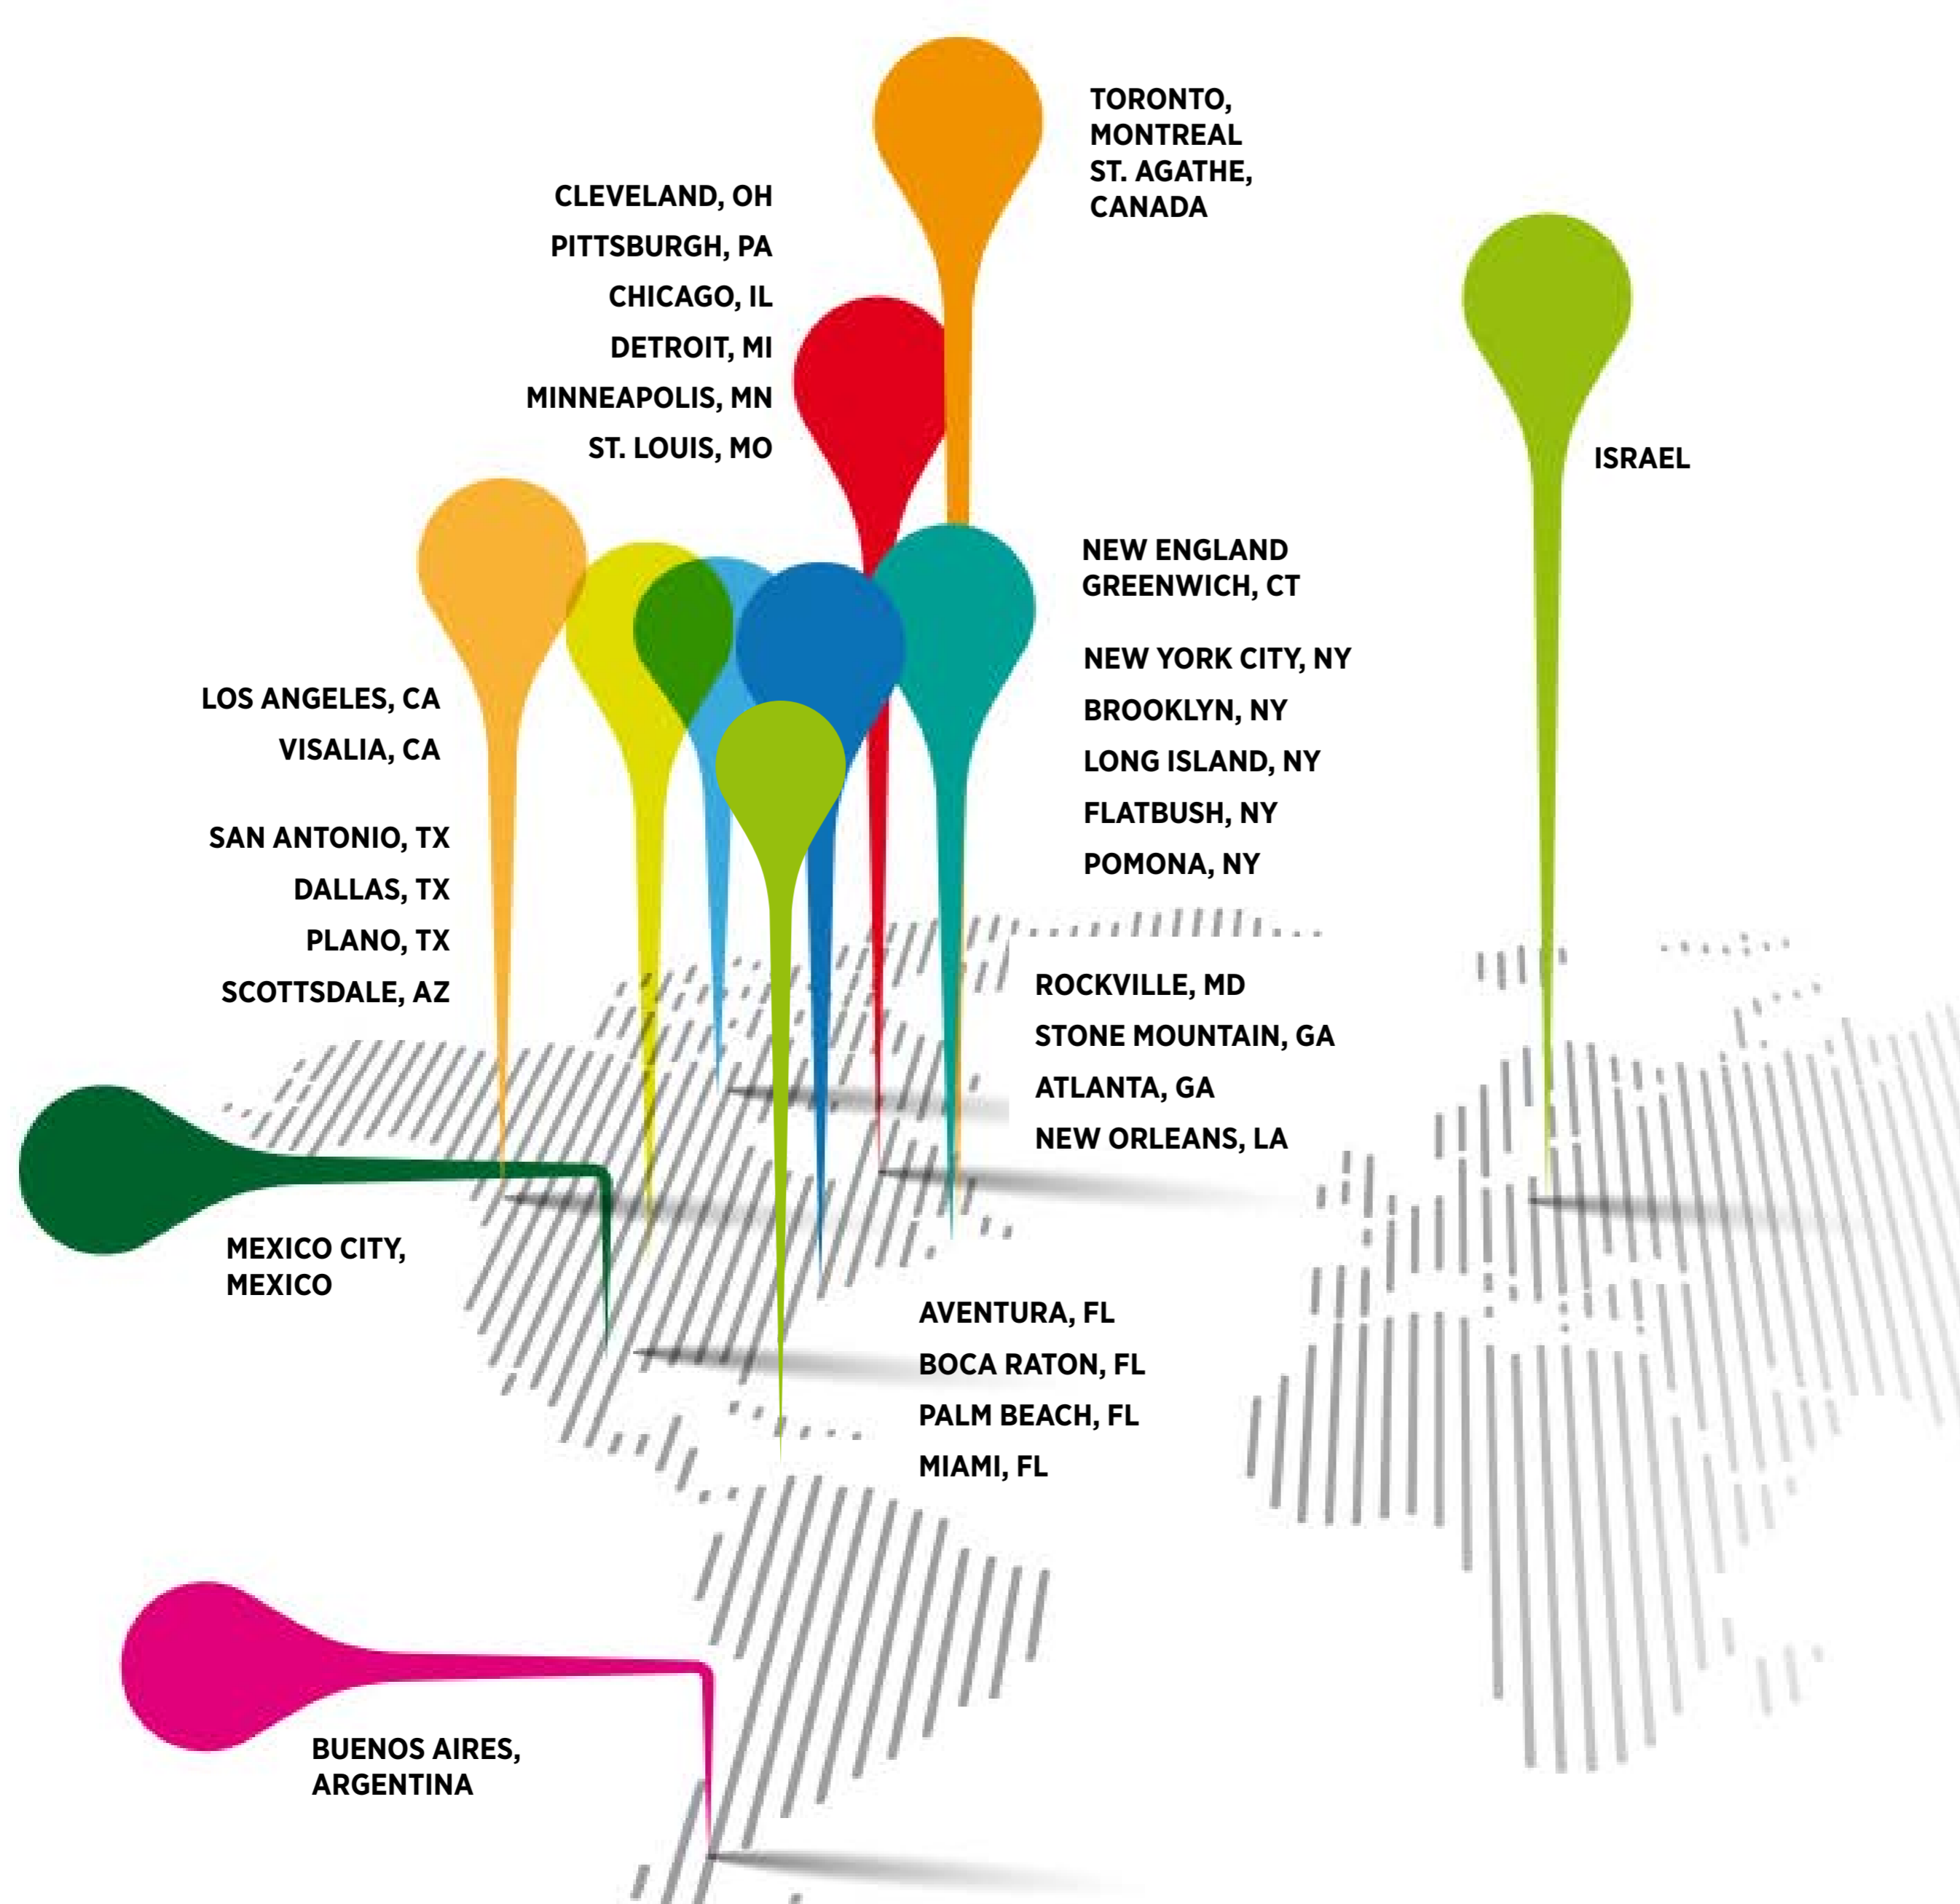 TORONTO,
MONTREAL
ST. AGATHE,
CANADA
CLEVELAND, OH
PITTSBURGH, PA
CHICAGO, IL
DETROIT, MI
MINNEAPOLIS, MN
ST. LOUIS, MO
ISRAEL
NEW ENGLAND
GREENWICH, CT
NEW YORK CITY, NY
BROOKLYN, NY
LONG ISLAND, NY
FLATBUSH, NY
POMONA, NY
LOS ANGELES, CA
VISALIA, CA
SAN ANTONIO, TX
DALLAS, TX
PLANO, TX
SCOTTSDALE, AZ
ROCKVILLE, MD
STONE MOUNTAIN, GA
ATLANTA, GA
NEW ORLEANS, LA
MEXICO CITY,
MEXICO
AVENTURA, FL
BOCA RATON, FL
PALM BEACH, FL
MIAMI, FL
BUENOS AIRES,
ARGENTINA